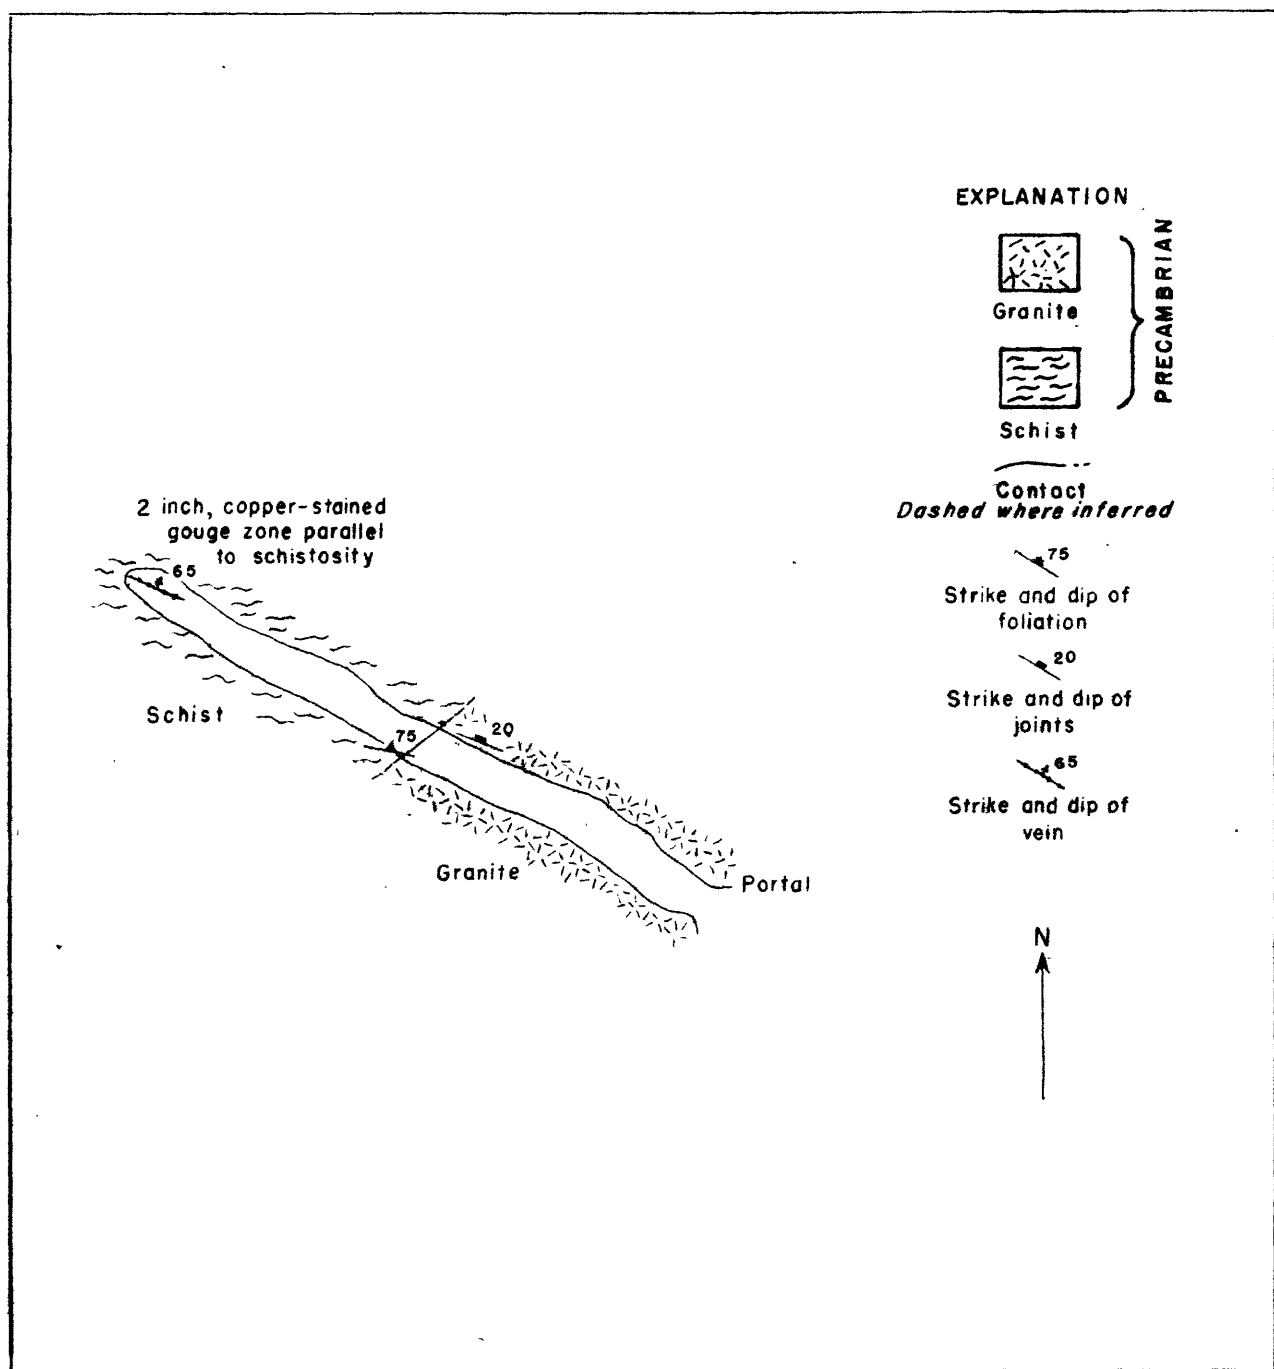 EXPLANATION
Granite
Schist
PRECAMBRIAN
Contact
Dashed where inferred
75
Strike and dip of
foliation
20
Strike and dip of
joints
65
Strike and dip of
vein
2 inch, copper-stained
gouge zone parallel
to schistosity
65
Schist
75
20
Granite
Portal
N